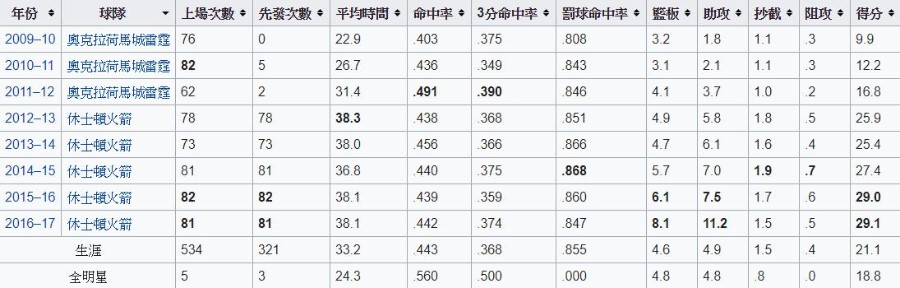 年份 球隊 上場次數 先發次數 平均時間 命中率 3分命中率 罰球命中率 籃板 助攻 抄截 阻攻 得分
2009–10 奧克拉荷馬城雷霆 76 0 22.9 .403 .375 .808 3.2 1.8 1.1 .3 9.9
2010–11 奧克拉荷馬城雷霆 82 5 26.7 .436 .349 .843 3.1 2.1 1.1 .3 12.2
2011–12 奧克拉荷馬城雷霆 62 2 31.4 .491 .390 .846 4.1 3.7 1.0 .2 16.8
2012–13 休士頓火箭 78 78 38.3 .438 .368 .851 4.9 5.8 1.8 .5 25.9
2013–14 休士頓火箭 73 73 38.0 .456 .366 .866 4.7 6.1 1.6 .4 25.4
2014–15 休士頓火箭 81 81 36.8 .440 .375 .868 5.7 7.0 1.9 .7 27.4
2015–16 休士頓火箭 82 82 38.1 .439 .359 .860 6.1 7.5 1.7 .6 29.0
2016–17 休士頓火箭 81 81 38.1 .442 .374 .847 8.1 11.2 1.5 .5 29.1
生涯 534 321 33.2 .443 .368 .855 4.6 4.9 1.5 .4 21.1
全明星 5 3 24.3 .560 .500 .000 4.8 4.8 .8 .0 18.8